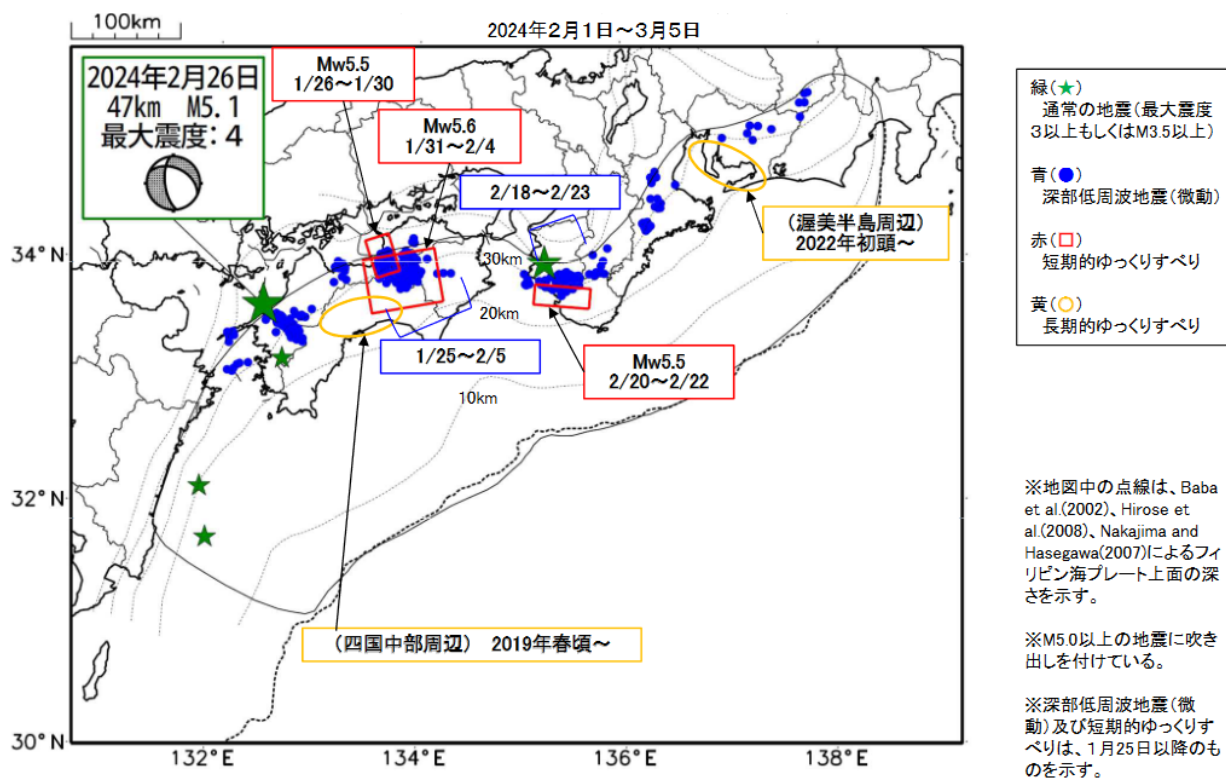 100km
2024年2月1日～3月5日
2024年2月26日
47km M5.1
最大震度：4
Mw5.5
1/26～1/30
Mw5.6
1/31～2/4
2/18～2/23
（渥美半島周辺）
2022年初頭～
30km
20km
10km
1/25～2/5
Mw5.5
2/20～2/22
（四国中部周辺） 2019年春頃～
34°N
32°N
30°N
132°E
134°E
136°E
138°E
緑（★）
通常の地震（最大震度
３以上もしくはM3.5以上）
青（●）
深部低周波地震（微動）
赤（□）
短期的ゆっくりすべり
黄（○）
長期的ゆっくりすべり
※地図中の点線は、Baba
et al.(2002)、Hirose et
al.(2008)、Nakajima and
Hasegawa(2007)によるフィ
リピン海プレート上面の深
さを示す。
※M5.0以上の地震に吹き
出しを付けている。
※深部低周波地震（微
動）及び短期的ゆっくりす
べりは、１月25日以降のも
のを示す。